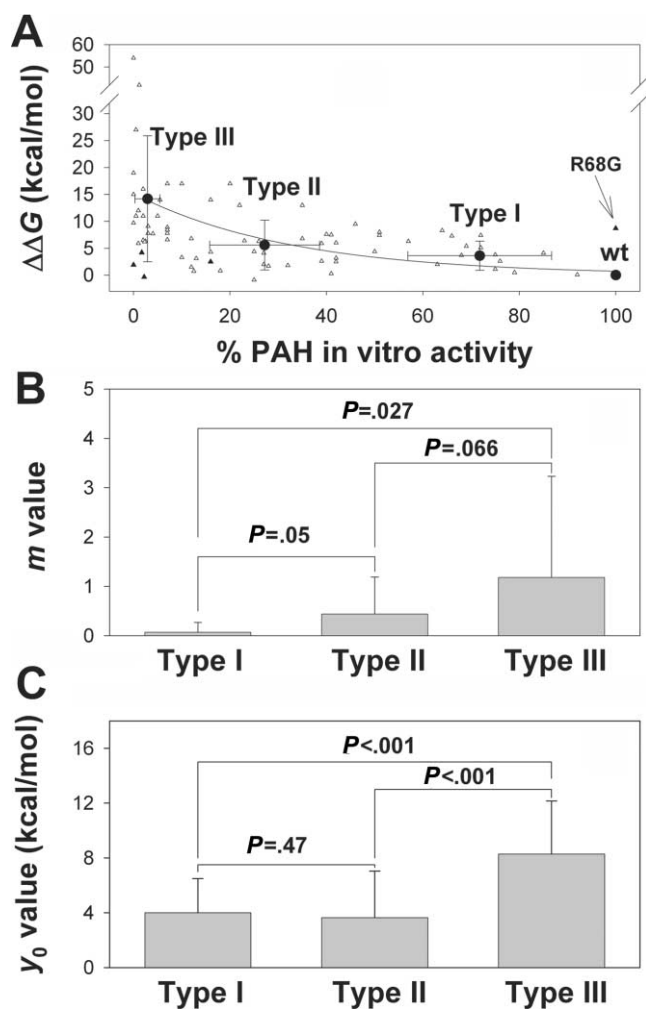 A
ΔΔG (kcal/mol)
60
50
30
25
20
15
10
5
0
Type III
Type II
Type I
R68G
wt
0 20 40 60 80 100
% PAH in vitro activity
B
m value
5
4
3
2
1
0
P=.027
P=.066
P=.05
Type I Type II Type III
C
y0 value (kcal/mol)
16
12
8
4
0
P<.001
P<.001
P=.47
Type I Type II Type III